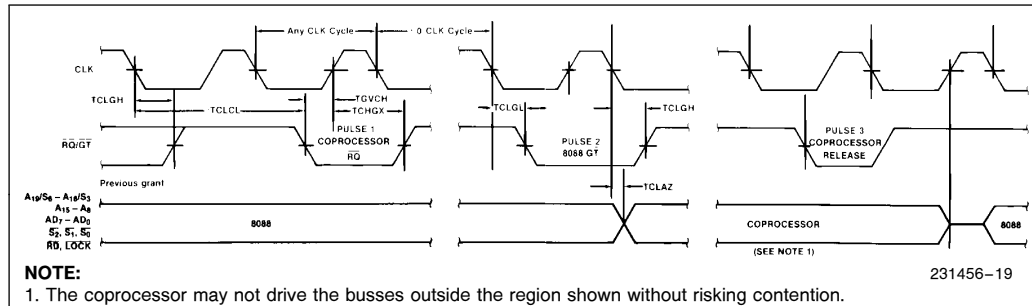 Any CLK Cycle
0 CLK Cycle
CLK
TCLGH
TCLCL
TGVCH
TCHGX
TCLGL
TCLGH
RQ/GT
PULSE 1
COPROCESSOR
RQ
PULSE 2
8088 GT
PULSE 3
COPROCESSOR
RELEASE
Previous grant
TCLAZ
A19/S6 – A16/S3
A15 – A8
AD7 – AD0
S2, S1, S0
RD, LOCK
8088
COPROCESSOR
8088
(SEE NOTE 1)
NOTE:
231456–19
1. The coprocessor may not drive the busses outside the region shown without risking contention.